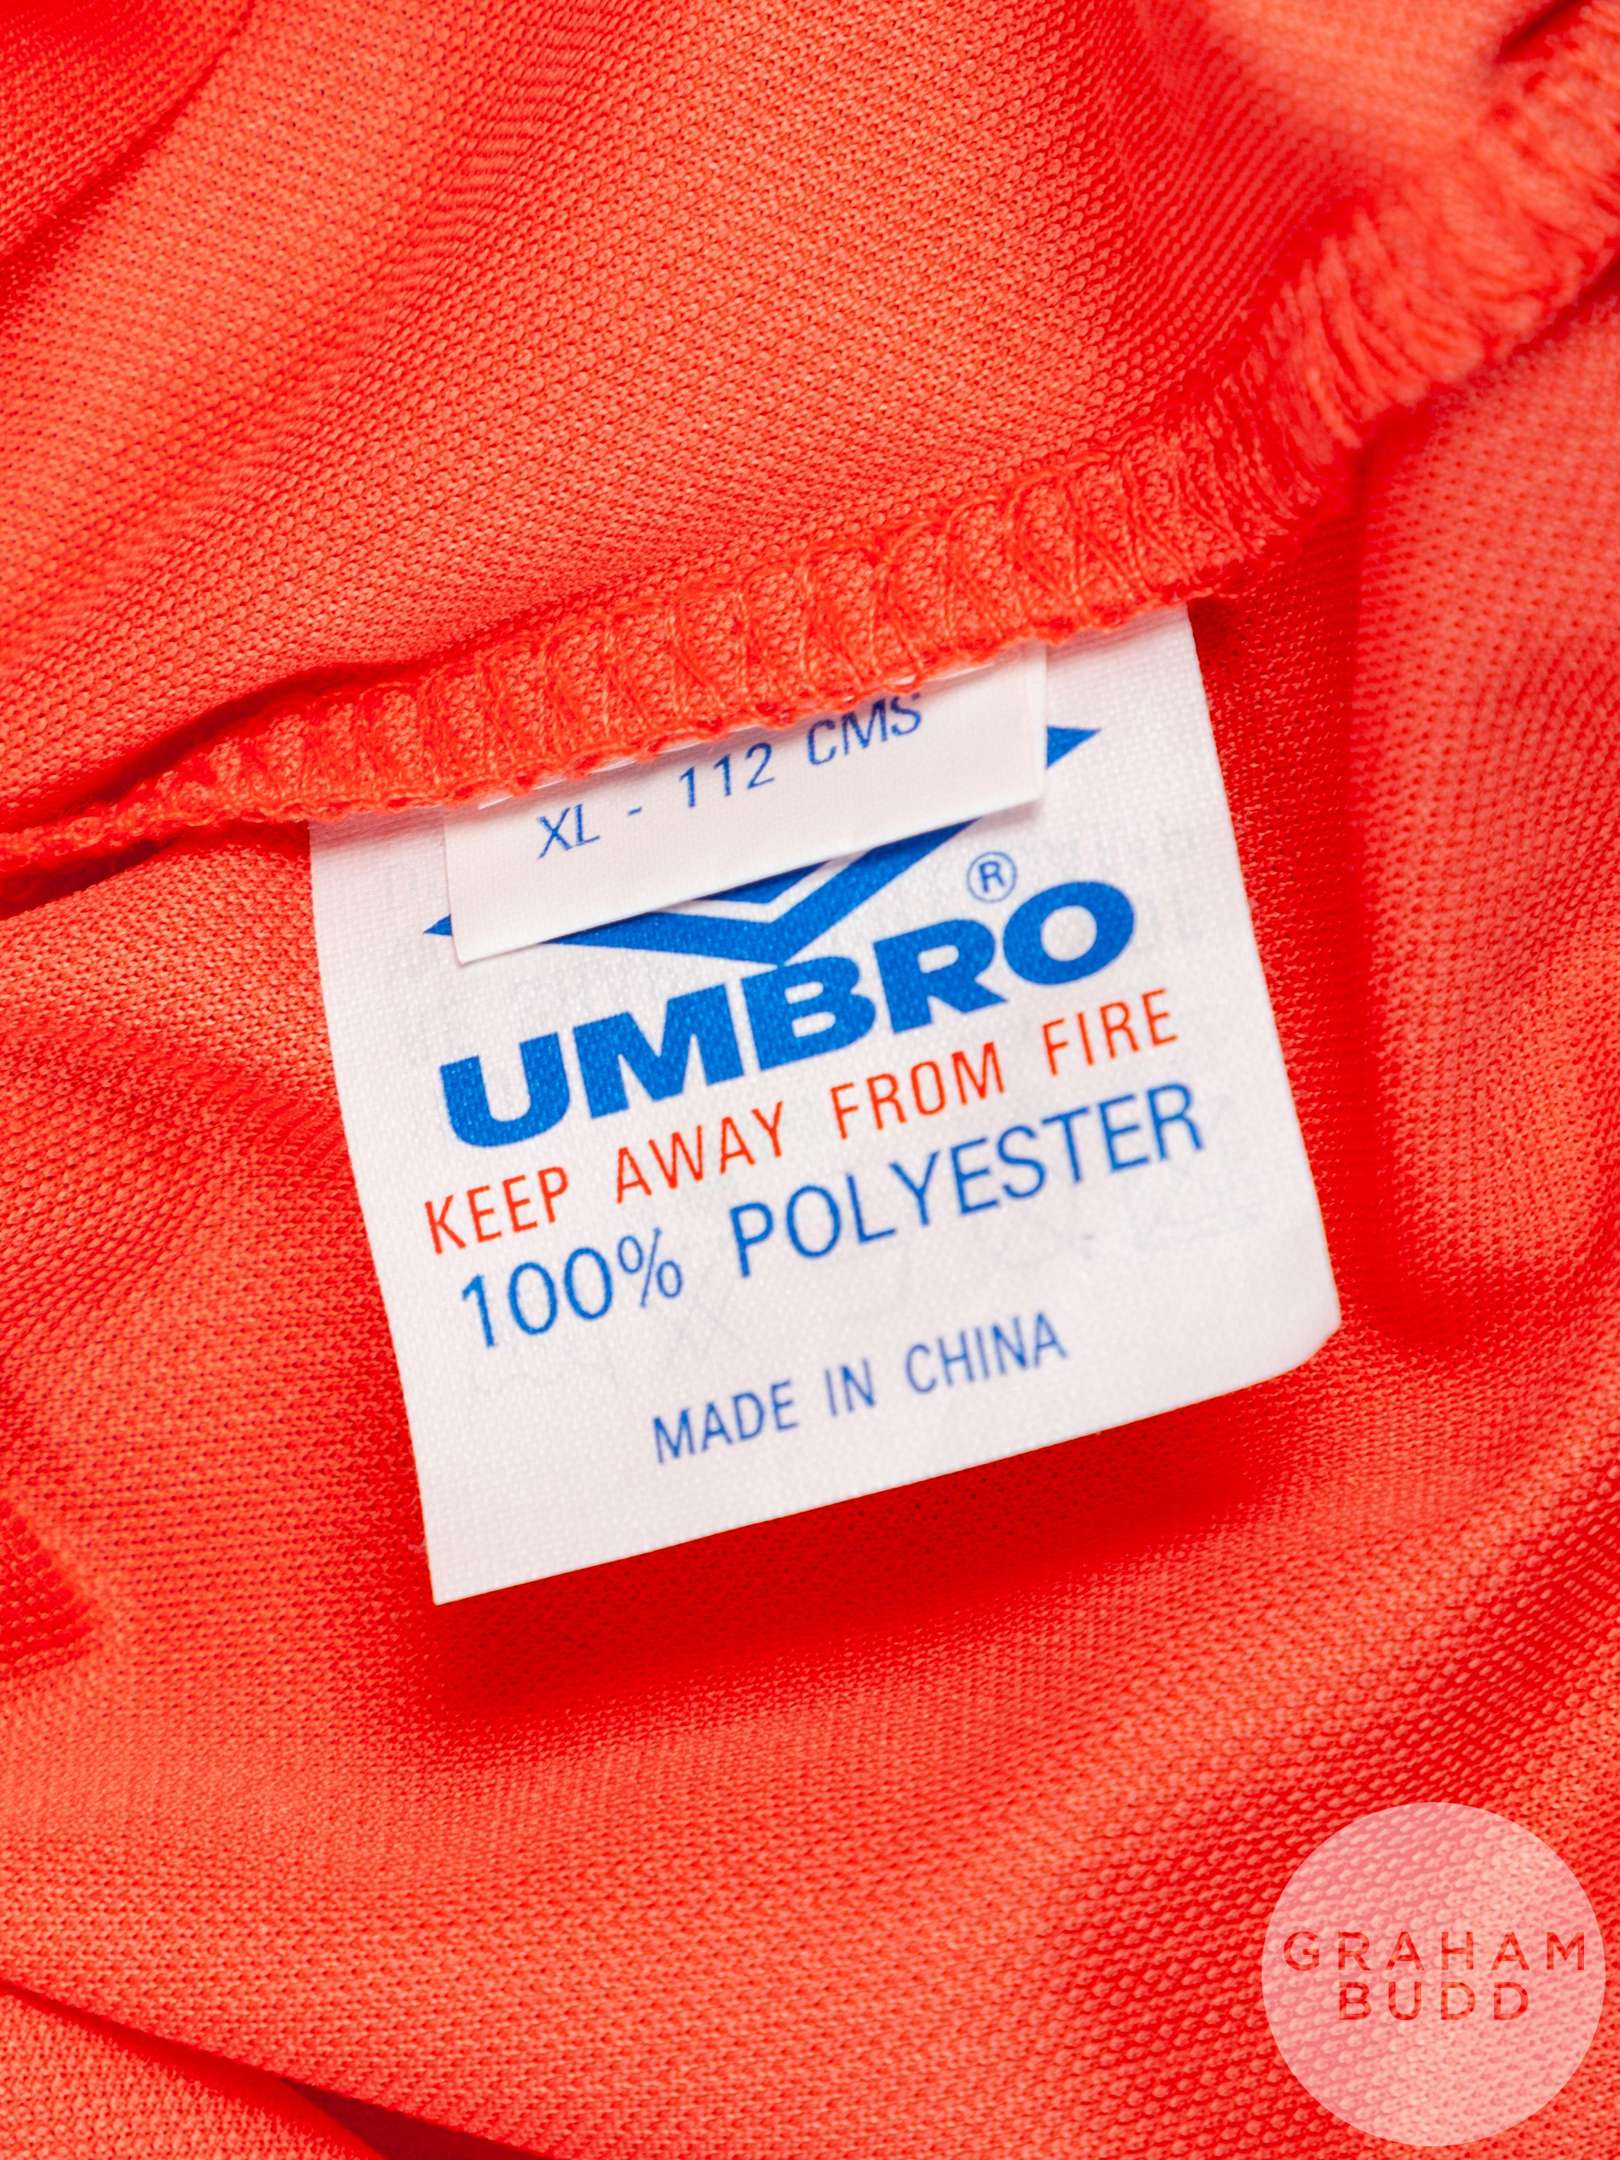 XL - 112 CMS
®
UMBRO
KEEP AWAY FROM FIRE
100% POLYESTER
MADE IN CHINA
GRAHAM
BUDD